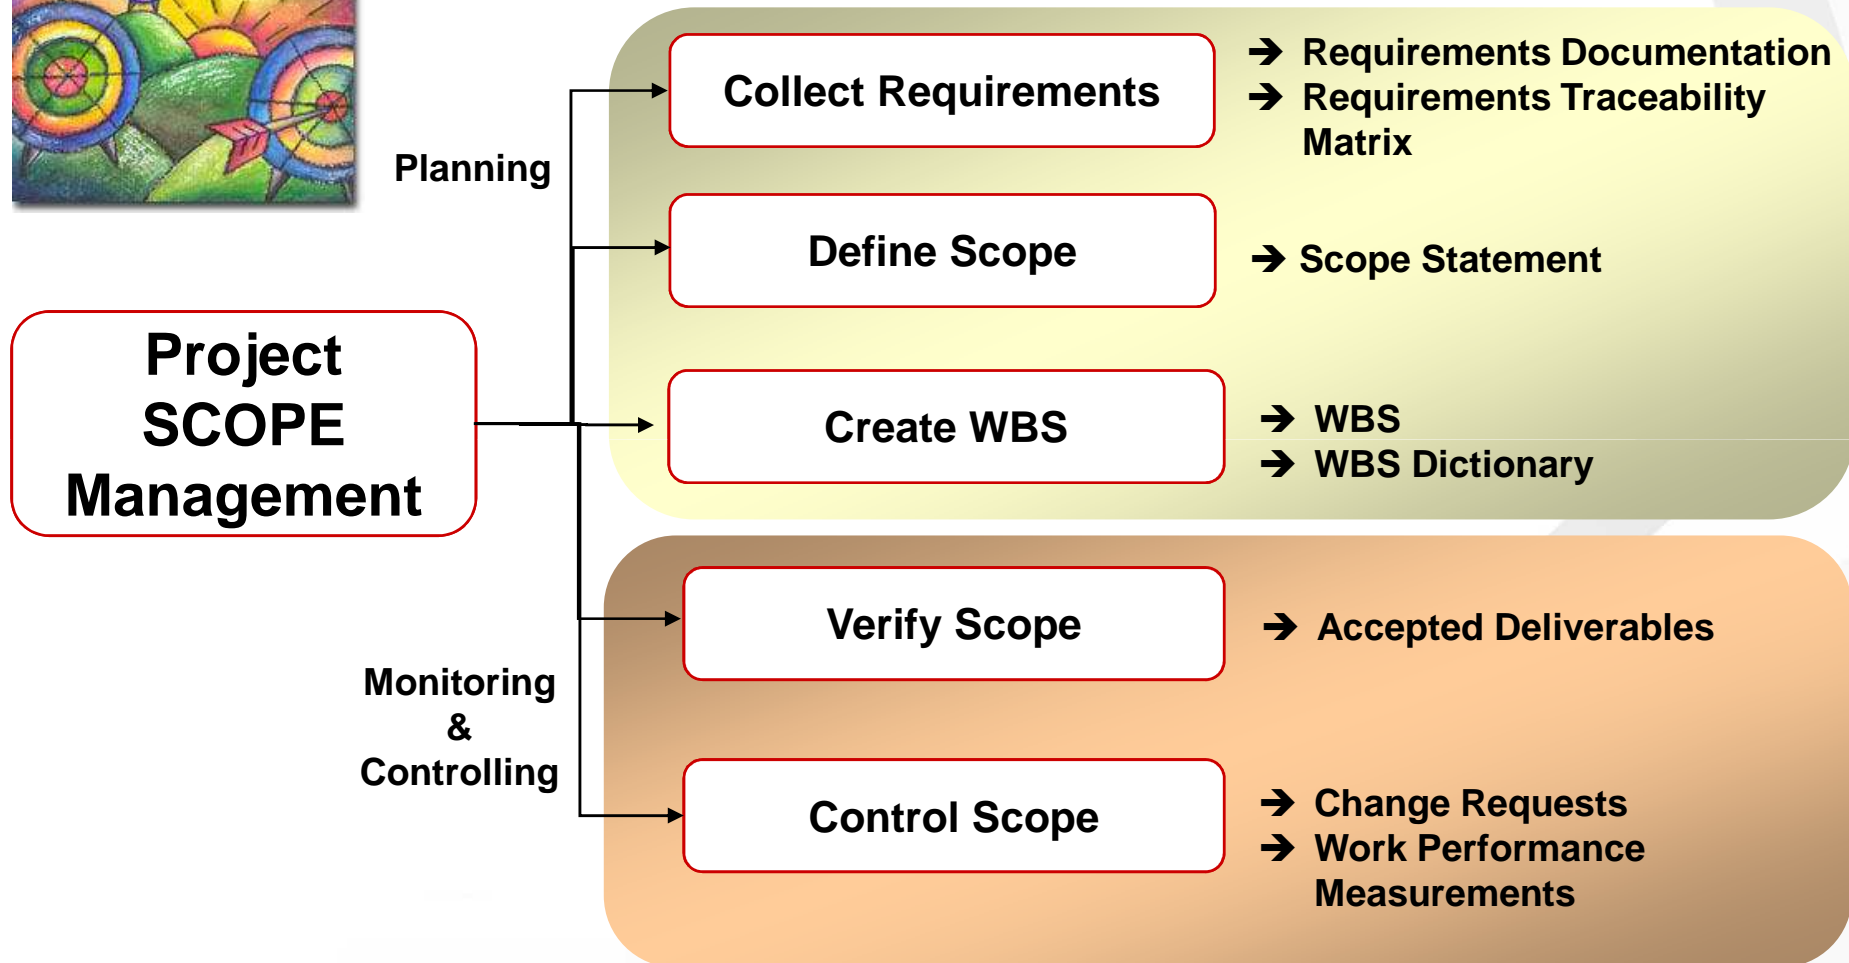 Planning
Project
SCOPE
Management
Monitoring
&
Controlling
Collect Requirements
➔ Requirements Documentation
➔ Requirements Traceability
Matrix
Define Scope
➔ Scope Statement
Create WBS
➔ WBS
➔ WBS Dictionary
Verify Scope
➔ Accepted Deliverables
Control Scope
➔ Change Requests
➔ Work Performance
Measurements